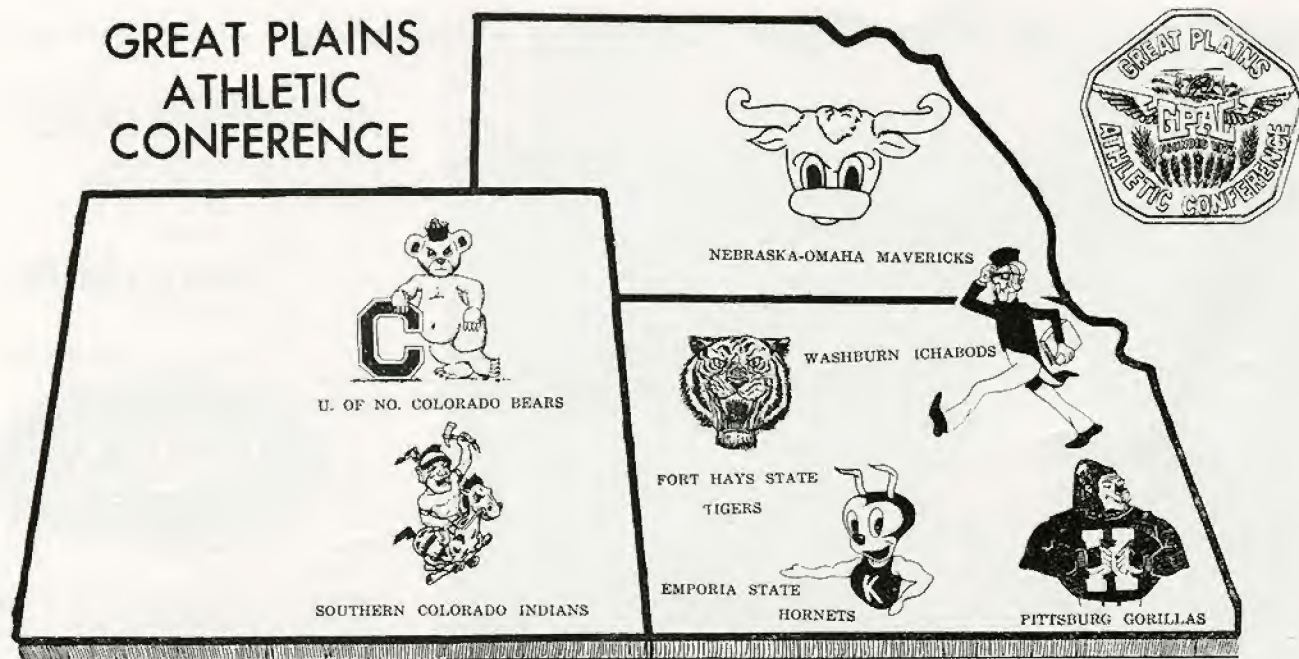 GREAT PLAINS
ATHLETIC
CONFERENCE
GREAT PLAINS
GPAC
ATHLETIC CONFERENCE
NEBRASKA-OMAHA MAVERICKS
C
U. OF NO. COLORADO BEARS
WASHBURN ICHABODS
FORT HAYS STATE
TIGERS
SOUTHERN COLORADO INDIANS
EMPORIA STATE
HORNETS
K
PITTSBURG GORILLAS